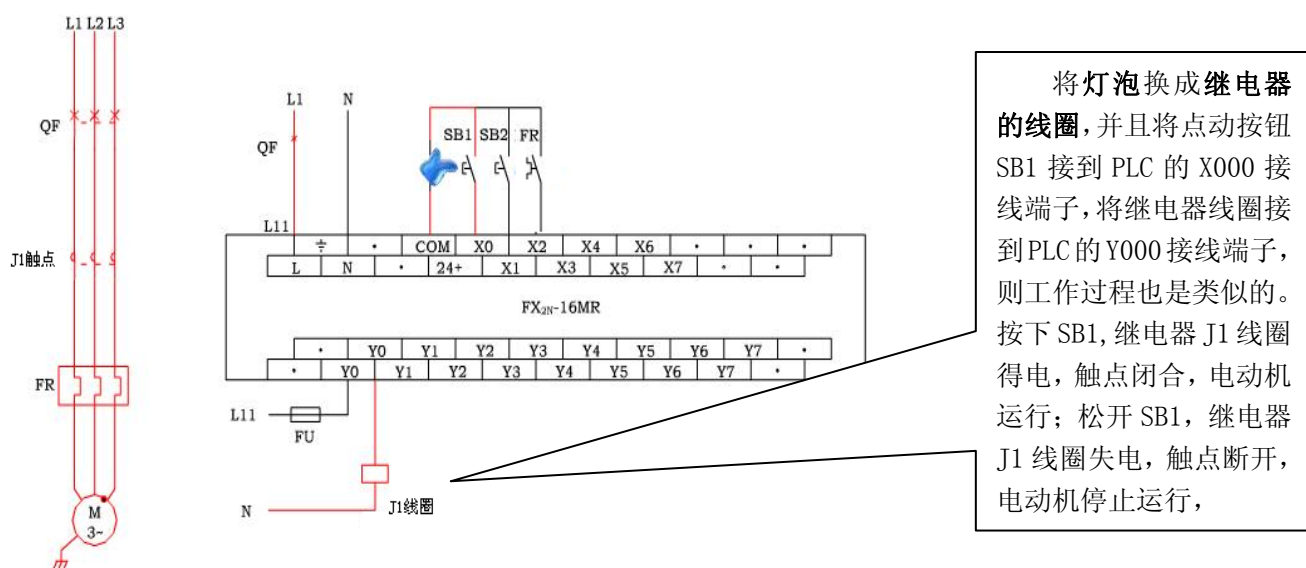 L1 L2 L3
QF
J1触点
FR
M
3~
L1
N
QF
SB1 SB2 FR
L11
⏚ · COM X0 X2 X4 X6 · · ·
L N · 24+ X1 X3 X5 X7 · ·
FX2N-16MR
· Y0 Y1 Y2 Y3 Y4 Y5 Y6 Y7 ·
· Y0 Y1 Y2 Y3 Y4 Y5 Y6 Y7 ·
L11
FU
N
J1线圈
将灯泡换成继电器
的线圈,并且将点动按钮
SB1 接到 PLC 的 X000 接
线端子,将继电器线圈接
到 PLC 的 Y000 接线端子,
则工作过程也是类似的。
按下 SB1,继电器 J1 线圈
得电,触点闭合,电动机
运行;松开 SB1,继电器
J1 线圈失电,触点断开,
电动机停止运行,